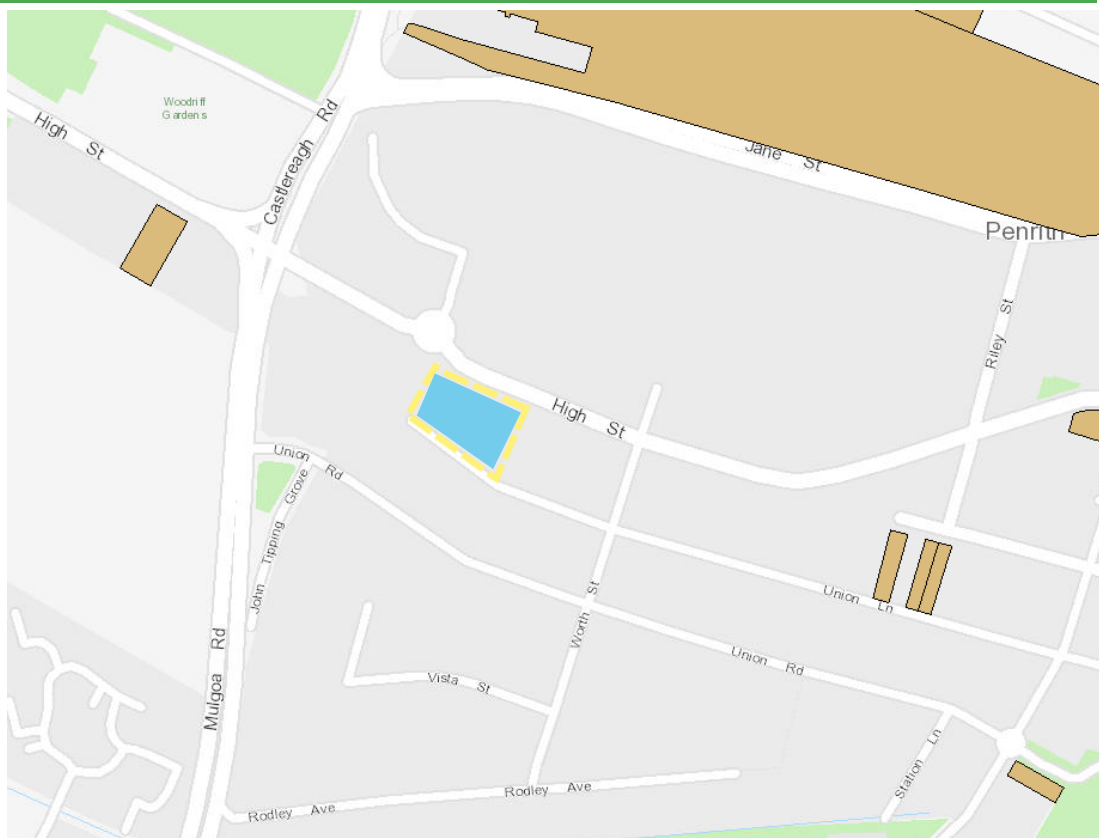 Woodriff
Gardens
High St
Castlereagh Rd
Jane St
Penrith
Riley St
High St
Union Rd
John Tipping Grove
Union Ln
Worth St
Mulgoa Rd
Union Rd
Vista St
Station Ln
Rodley Ave
Rodley Ave